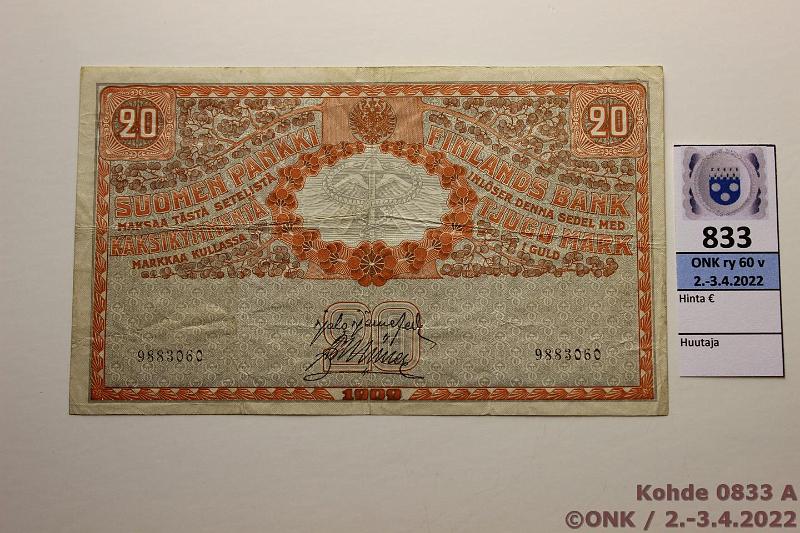 20
20
SUOMEN PANKKI
MAKSAA TÄSTÄ SETELISTÄ
KAKSIKYMMENTÄ
MARKKAA KULLASSA
FINLANDS BANK
INLÖSER DENNA SEDEL MED
TJUGU MARK
I GULD
20
9883060
9883060
1909
833
ONK ry 60 v
2.-3.4.2022
Hinta €
Huutaja
Kohde 0833 A
©ONK / 2.-3.4.2022